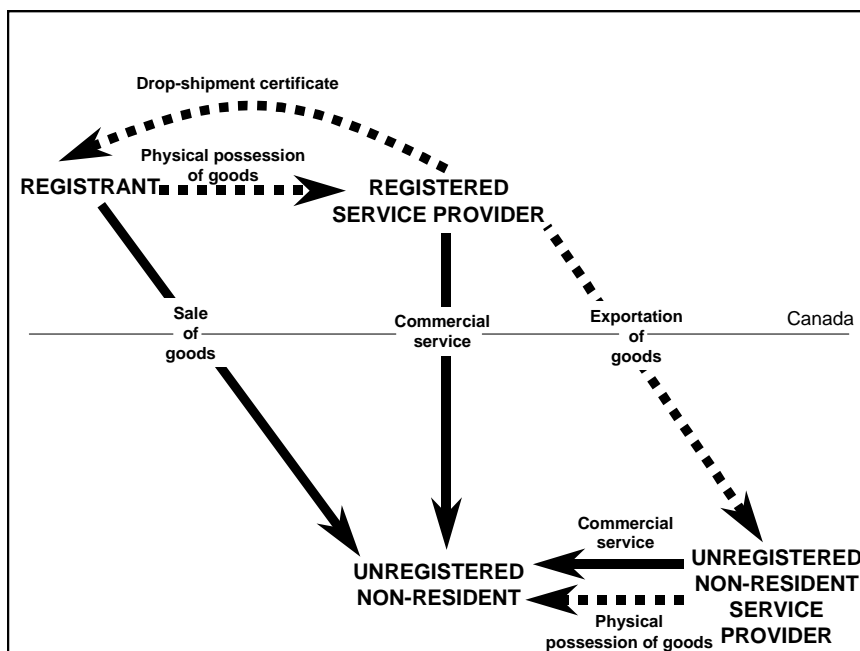 Drop-shipment certificate
Physical possession
of goods
REGISTRANT
REGISTERED
SERVICE PROVIDER
Sale
of
goods
Commercial
service
Exportation
of
goods
Canada
Commercial
service
UNREGISTERED
NON-RESIDENT
UNREGISTERED
NON-RESIDENT
SERVICE
PROVIDER
Physical
possession of goods